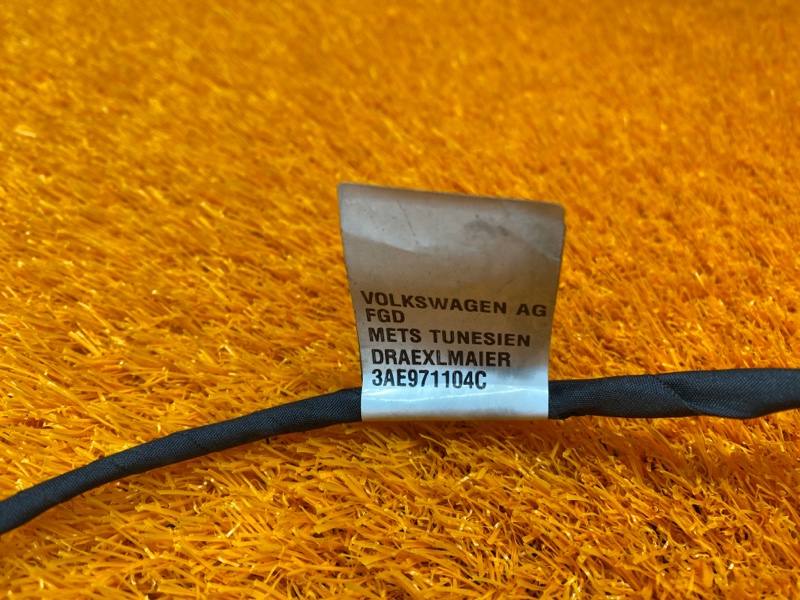 VOLKSWAGEN AG
FGD
METS TUNESIEN
DRAEXLMAIER
3AE971104C